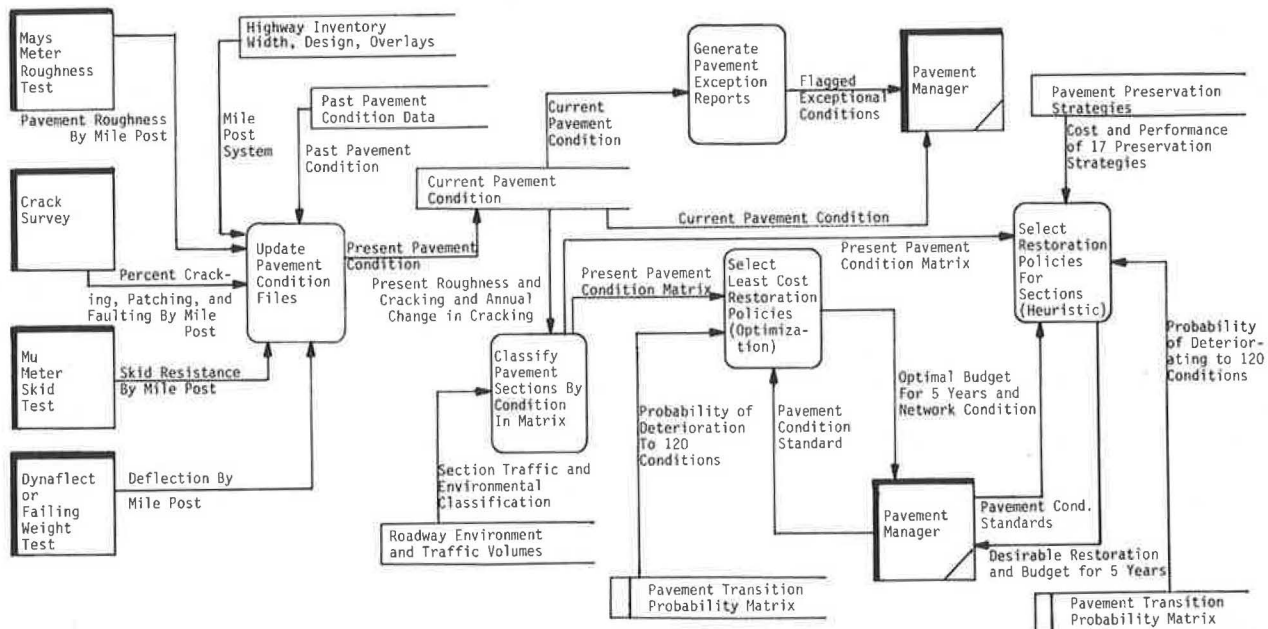 Mays
Meter
Roughness
Test
Pavement Roughness
By Mile Post
Highway Inventory
Width, Design, Overlays
Mile
Post
System
Past Pavement
Condition Data
Past Pavement
Condition
Crack
Survey
Percent Crack-
ing, Patching, and
Faulting By Mile
Post
Mu
Meter
Skid
Test
Skid Resistance
By Mile Post
Dynaflect
or
Failing
Weight
Test
Deflection By
Mile Post
Update
Pavement
Condition
Files
Present Pavement
Condition
Current Pavement
Condition
Current
Pavement
Condition
Generate
Pavement
Exception
Reports
Flagged
Exceptional
Conditions
Pavement
Manager
Current Pavement Condition
Present Roughness and
Cracking and Annual
Change in Cracking
Classify
Pavement
Sections By
Condition
In Matrix
Section Traffic and
Environmental
Classification
Roadway Environment
and Traffic Volumes
Present Pavement
Condition Matrix
Select
Least Cost
Restoration
Policies
(Optimiza-
tion)
Probability of
Deterioration
To 120
Conditions
Pavement
Condition
Standard
Optimal Budget
For 5 Years and
Network Condition
Pavement Transition
Probability Matrix
Pavement
Manager
Pavement Preservation
Strategies
Cost and Performance
of 17 Preservation
Strategies
Present Pavement
Condition Matrix
Select
Restoration
Policies
For
Sections
(Heuristic)
Probability
of Deterior-
ating to 120
Conditions
Pavement Cond.
Standards
Desirable Restoration
and Budget for 5 Years
Pavement Transition
Probability Matrix